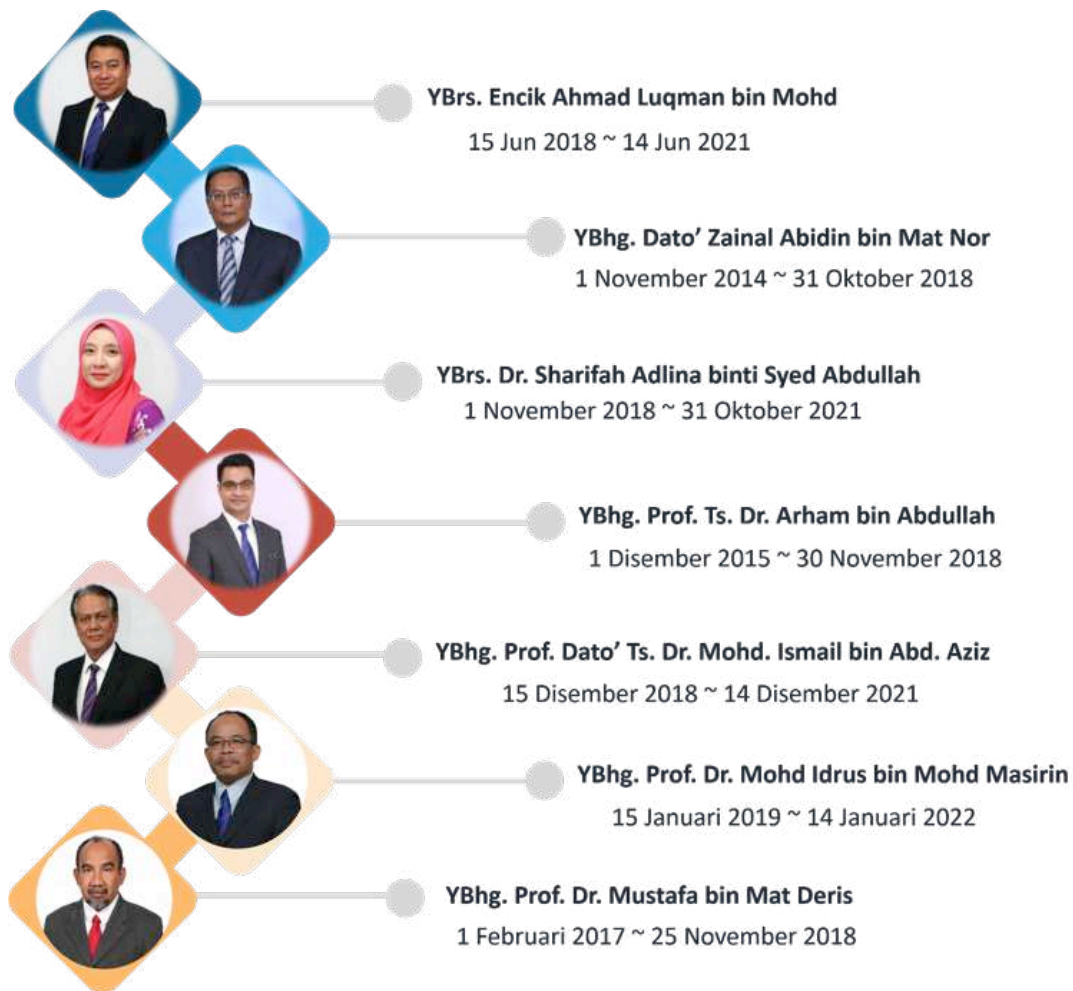 YBrs. Encik Ahmad Luqman bin Mohd
15 Jun 2018 ~ 14 Jun 2021
YBhg. Dato’ Zainal Abidin bin Mat Nor
1 November 2014 ~ 31 Oktober 2018
YBrs. Dr. Sharifah Adlina binti Syed Abdullah
1 November 2018 ~ 31 Oktober 2021
YBhg. Prof. Ts. Dr. Arham bin Abdullah
1 Disember 2015 ~ 30 November 2018
YBhg. Prof. Dato’ Ts. Dr. Mohd. Ismail bin Abd. Aziz
15 Disember 2018 ~ 14 Disember 2021
YBhg. Prof. Dr. Mohd Idrus bin Mohd Masirin
15 Januari 2019 ~ 14 Januari 2022
YBhg. Prof. Dr. Mustafa bin Mat Deris
1 Februari 2017 ~ 25 November 2018